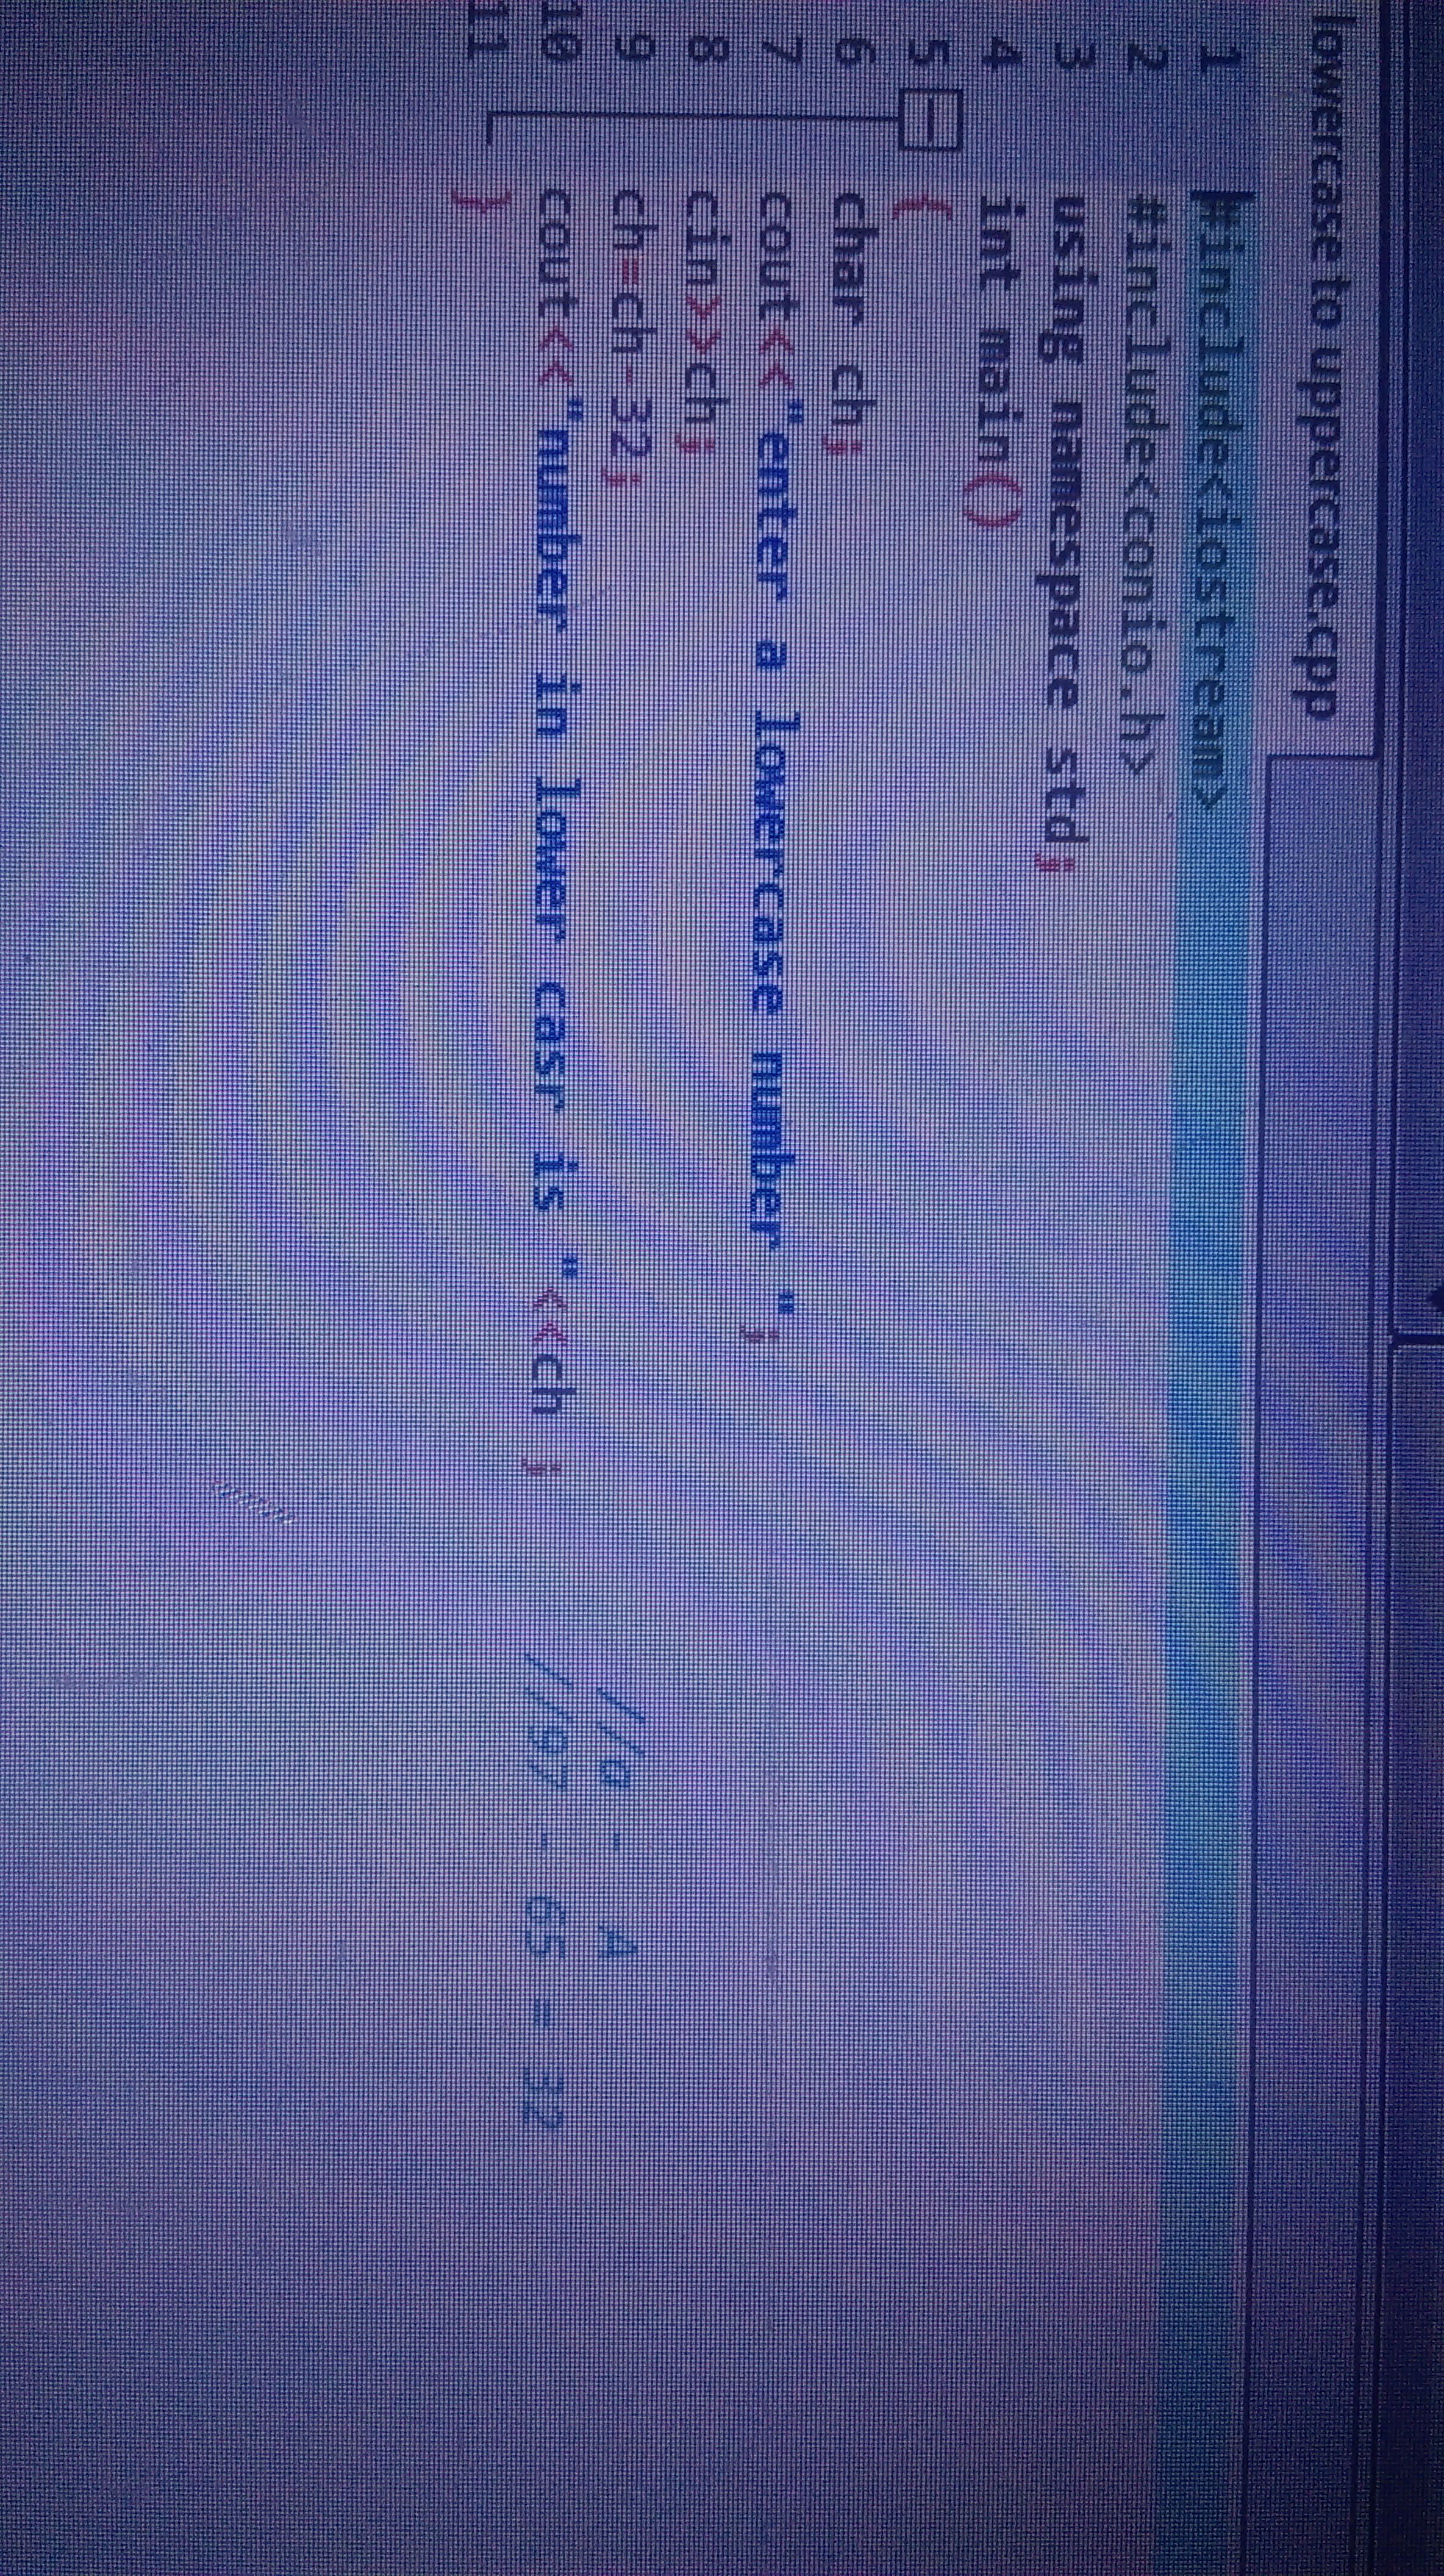 lowercase to uppercase.cpp
1 #include<iostream>
2 #include<conio.h>
3 using namespace std;
4 int main()
5 {
6 char ch;
7 cout<<"enter a lowercase number ";
8 cin>>ch;
9 ch=ch-32; //a - A
10 cout<<"number in lower casr is "<<ch ; //97 - 65 = 32
11 }